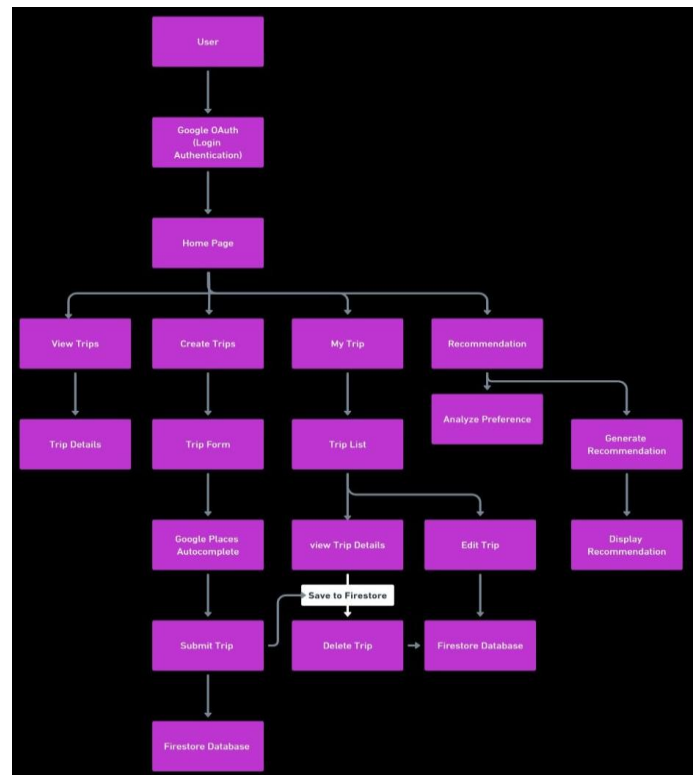 User
Google OAuth
(Login
Authentication)
Home Page
View Trips
Create Trips
My Trip
Recommendation
Trip Details
Trip Form
Trip List
Analyze Preference
Generate
Recommendation
Google Places
Autocomplete
view Trip Details
Edit Trip
Display
Recommendation
Save to Firestore
Submit Trip
Delete Trip
Firestore Database
Firestore Database